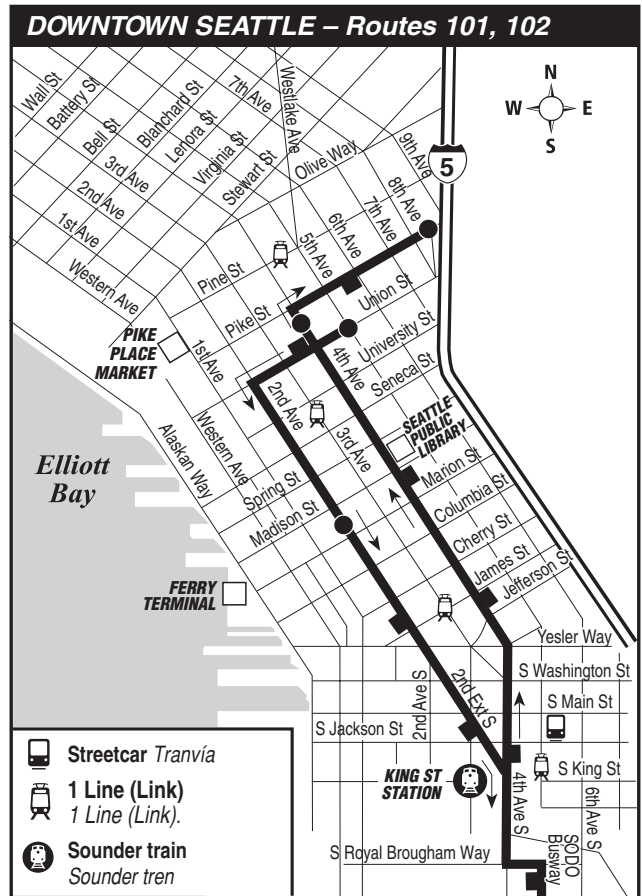 DOWNTOWN SEATTLE – Routes 101, 102
Wall St
Battery St
Bell St
Blanchard St
Lenora St
Virginia St
Stewart St
7th Ave
Westlake Ave
Olive Way
9th Ave
8th Ave
7th Ave
6th Ave
5th Ave
3rd Ave
2nd Ave
1st Ave
Western Ave
N
W
E
S
5
Pine St
Pike St
Union St
University St
Seneca St
4th Ave
PIKE
PLACE
MARKET
1st Ave
2nd Ave
3rd Ave
Western Ave
Alaskan Way
SEATTLE
PUBLIC
LIBRARY
Elliott
Bay
Spring St
Madison St
Marion St
Columbia St
Cherry St
James St
Jefferson St
FERRY
TERMINAL
Yesler Way
S Washington St
S Main St
2nd Ave S
2nd Ext S
S Jackson St
KING ST
STATION
S King St
4th Ave S
6th Ave S
SODO
Busway
S Royal Brougham Way
Streetcar Tranvía
1 Line (Link)
1 Line (Link).
Sounder train
Sounder tren